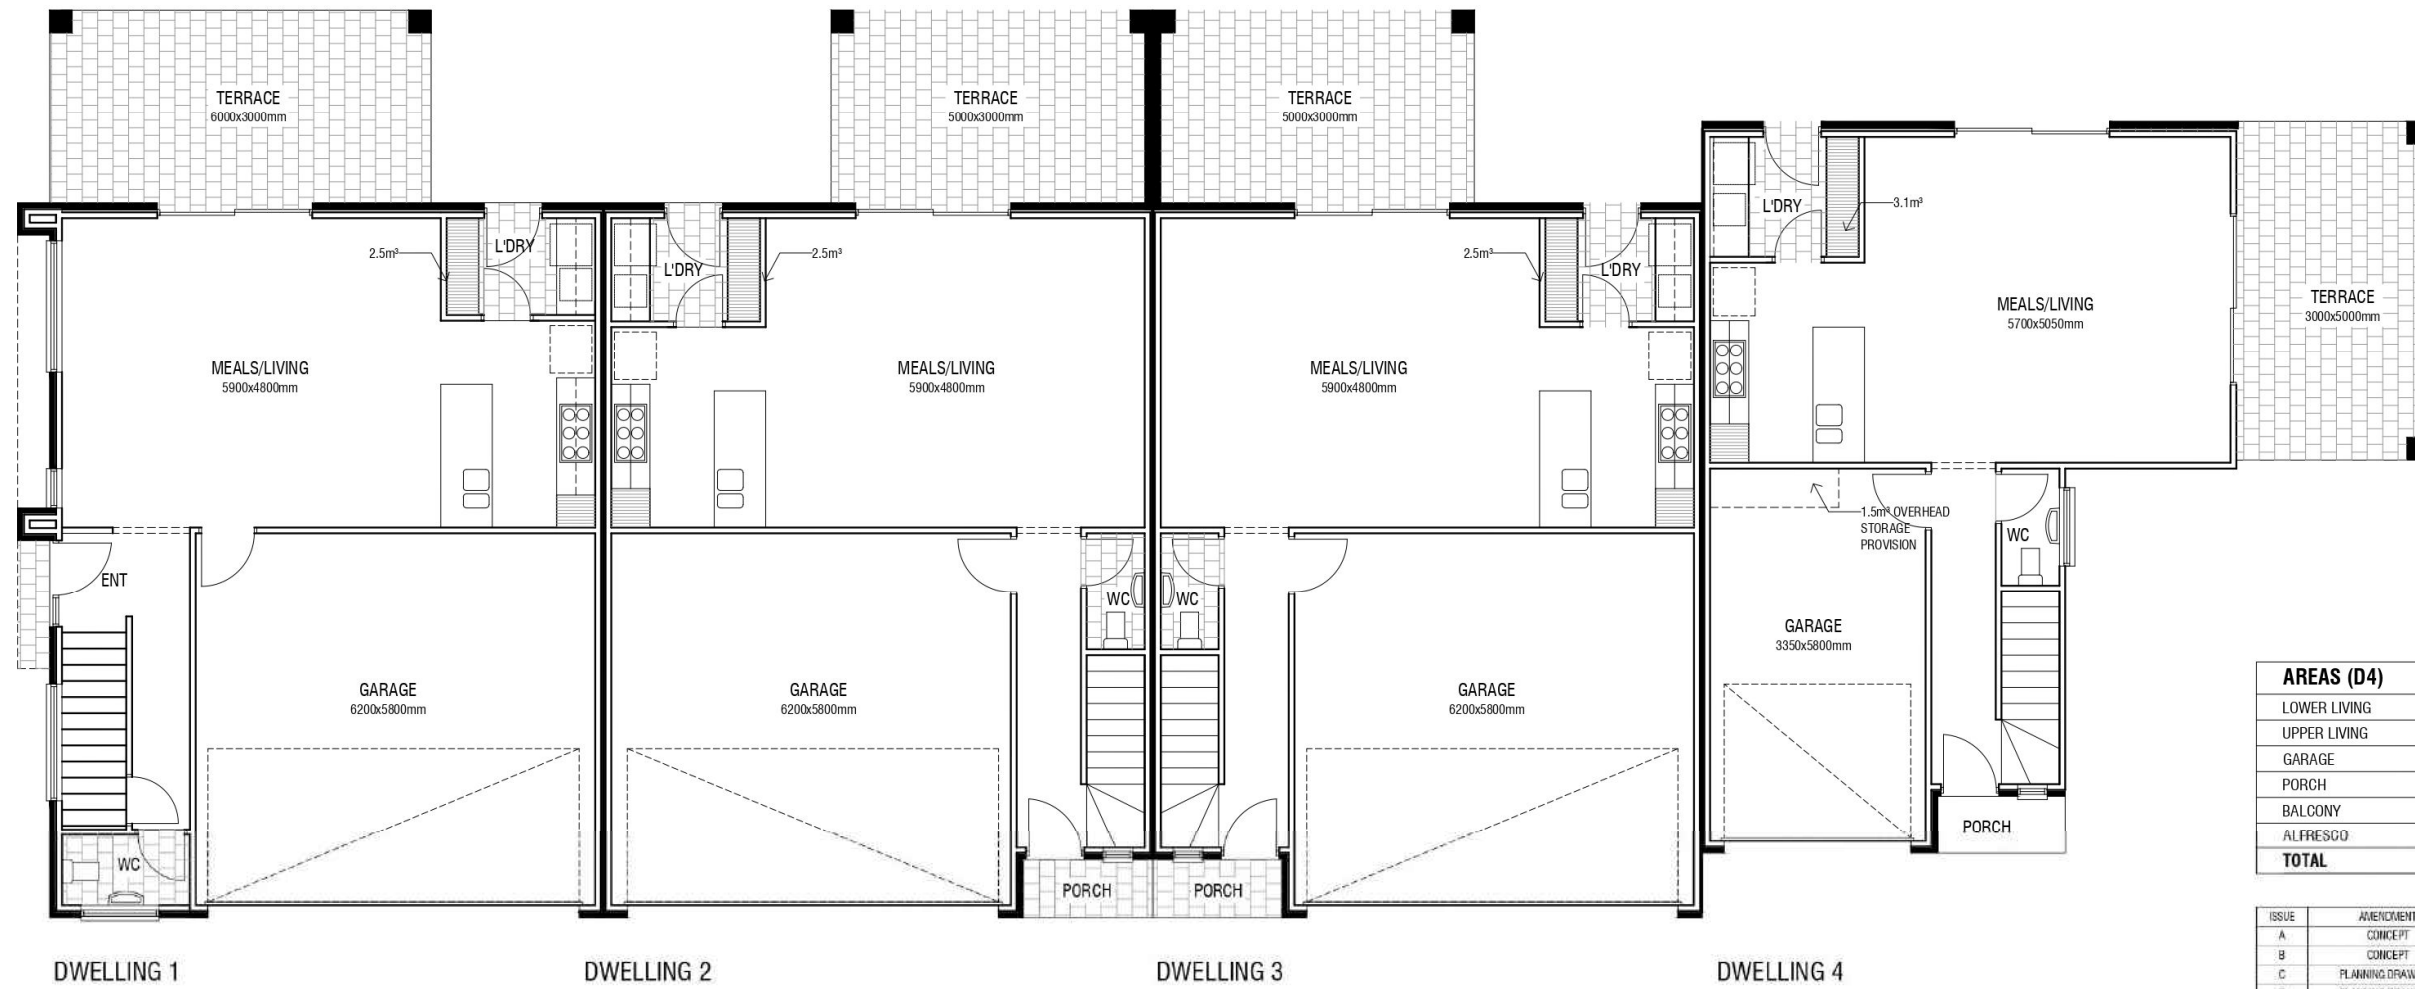 TERRACE
6000x3000mm
TERRACE
5000x3000mm
TERRACE
5000x3000mm
L'DRY
2.5m³
MEALS/LIVING
5900x4800mm
ENT
GARAGE
6200x5800mm
WC
DWELLING 1
L'DRY
2.5m³
MEALS/LIVING
5900x4800mm
GARAGE
6200x5800mm
WC
PORCH
DWELLING 2
2.5m³
L'DRY
MEALS/LIVING
5900x4800mm
WC
GARAGE
6200x5800mm
PORCH
DWELLING 3
L'DRY
3.1m³
MEALS/LIVING
5700x5050mm
TERRACE
3000x5000mm
1.5m³ OVERHEAD
STORAGE
PROVISION
WC
GARAGE
3350x5800mm
PORCH
DWELLING 4
AREAS (D4)
LOWER LIVING
UPPER LIVING
GARAGE
PORCH
BALCONY
ALFRESCO
TOTAL
ISSUE AMENDMENT
A CONCEPT
B CONCEPT
C PLANNING DRAW